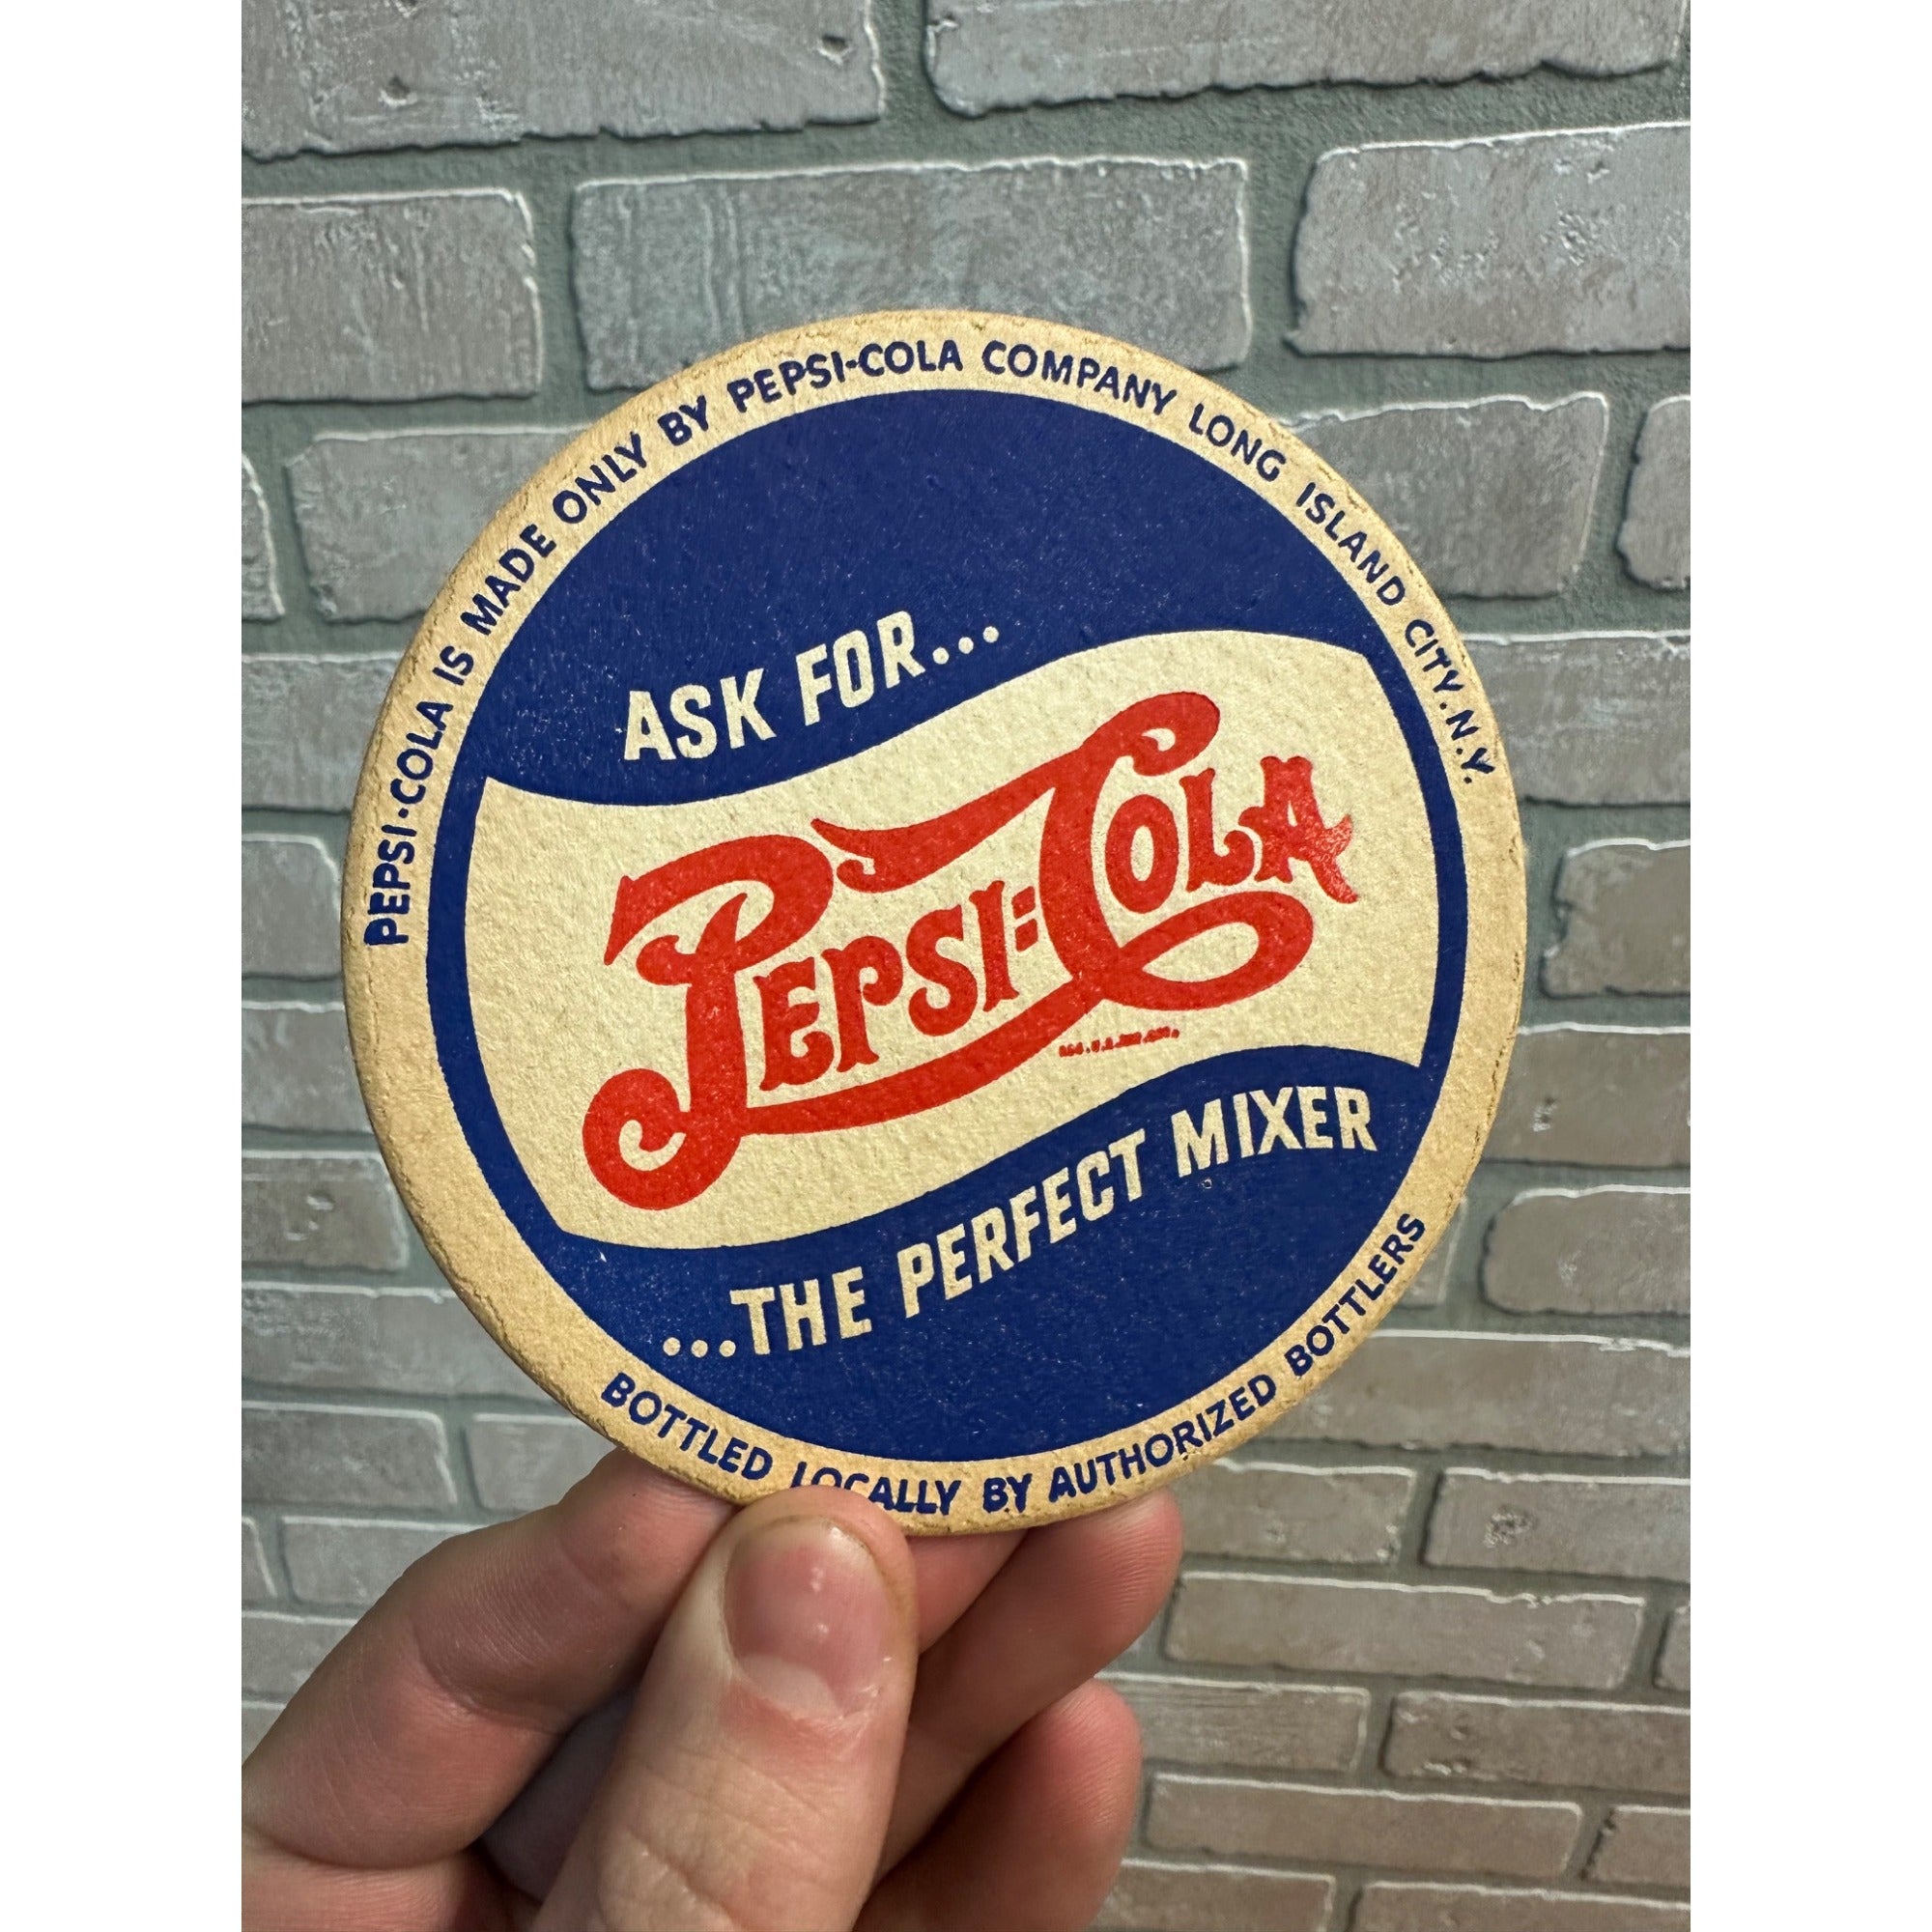 PEPSI-COLA IS MADE ONLY BY PEPSI-COLA COMPANY LONG ISLAND CITY, N.Y.
ASK FOR...
PEPSI=COLA
...THE PERFECT MIXER
BOTTLED LOCALLY BY AUTHORIZED BOTTLERS